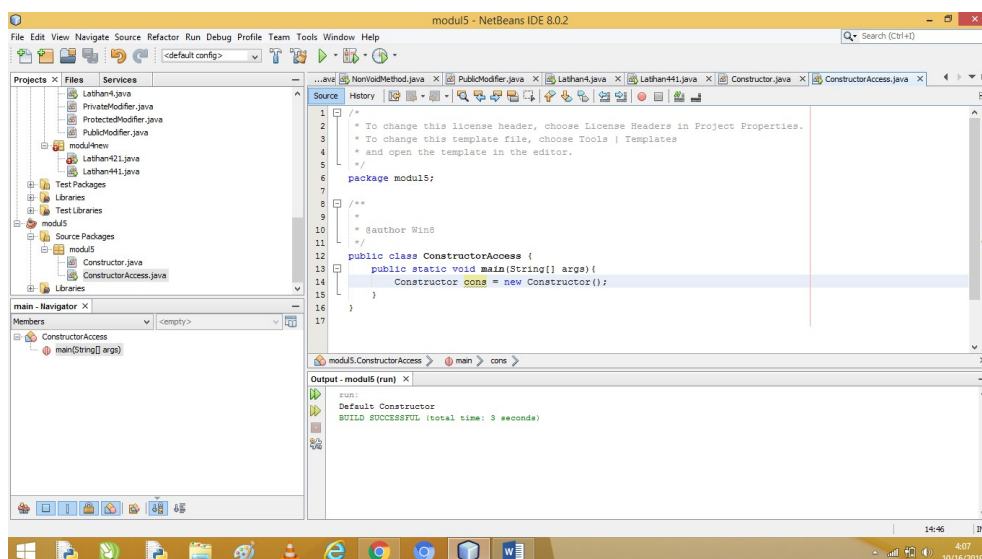 modul5 - NetBeans IDE 8.0.2
File Edit View Navigate Source Refactor Run Debug Profile Team Tools Window Help
Search (Ctrl+I)
<default config>
Projects Files Services
Latihan4.java
PrivateModifier.java
ProtectedModifier.java
PublicModifier.java
modul4new
Latihan421.java
Latihan441.java
Test Packages
Libraries
Test Libraries
modul5
Source Packages
modul5
Constructor.java
ConstructorAccess.java
Libraries
main - Navigator
Members
<empty>
ConstructorAccess
main(String[] args)
...ava NonVoidMethod.java PublicModifier.java Latihan4.java Latihan441.java Constructor.java ConstructorAccess.java
Source History
1 /*
2 * To change this license header, choose License Headers in Project Properties.
3 * To change this template file, choose Tools | Templates
4 * and open the template in the editor.
5 */
6 package modul5;
7
8 /**
9 *
10 * @author Win8
11 */
12 public class ConstructorAccess {
13 public static void main(String[] args){
14 Constructor cons = new Constructor();
15 }
16 }
17
modul5.ConstructorAccess main cons
Output - modul5 (run)
run:
Default Constructor
BUILD SUCCESSFUL (total time: 3 seconds)
14:46
4:07